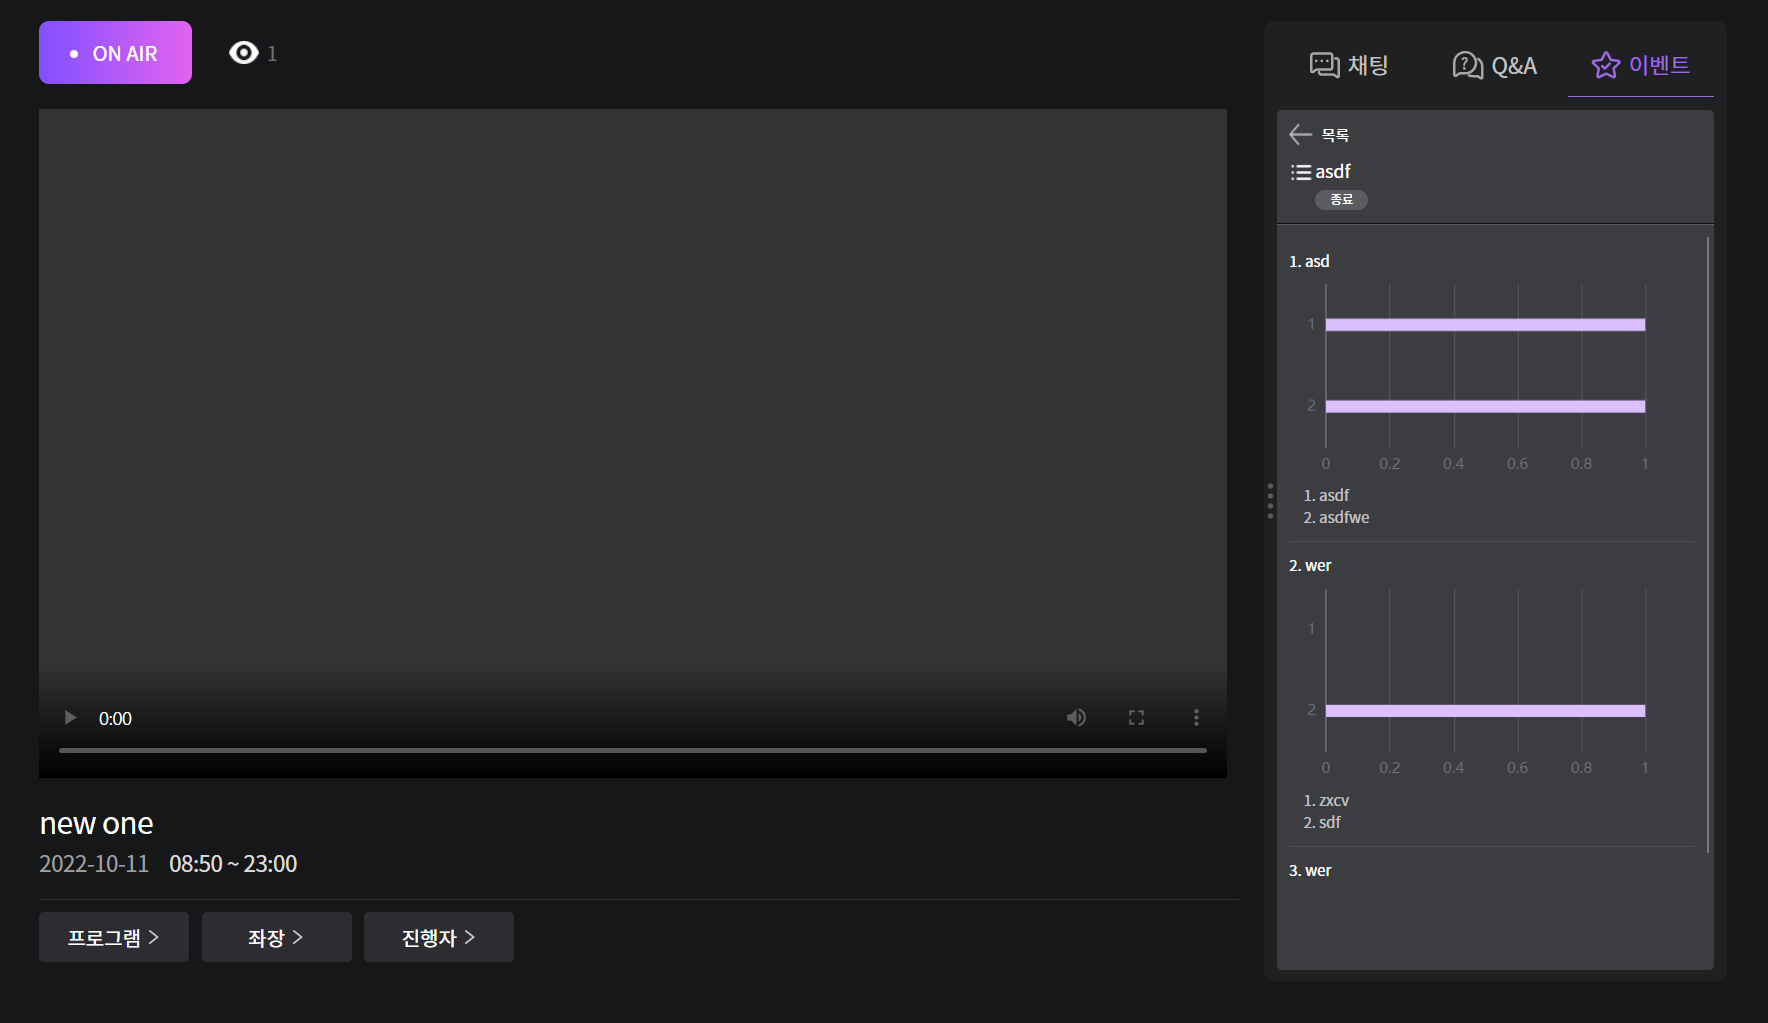 ON AIR
1
채팅
Q&A
이벤트
목록
asdf
종료
1. asd
1
2
0 0.2 0.4 0.6 0.8 1
1. asdf
2. asdfwe
2. wer
1
2
0 0.2 0.4 0.6 0.8 1
1. zxcv
2. sdf
3. wer
0:00
new one
2022-10-11 08:50 ~ 23:00
프로그램 >
좌장 >
진행자 >